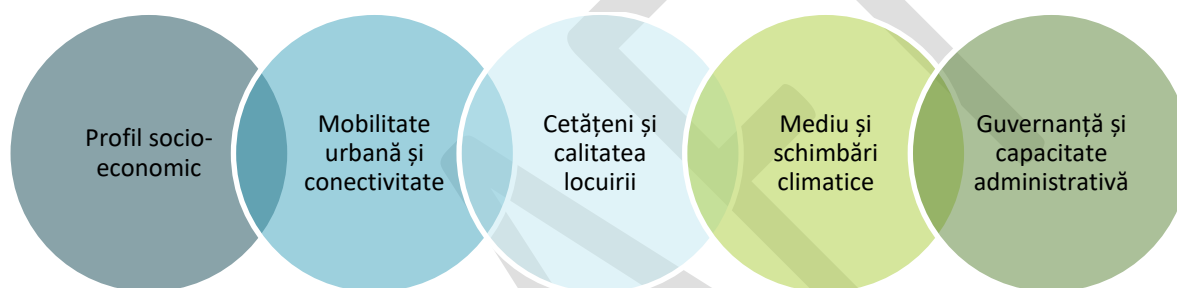 Profil socio-
economic
Mobilitate
urbană și
conectivitate
Cetățeni și
calitatea
locuirii
Mediu și
schimbări
climatice
Guvernanță și
capacitate
administrativă